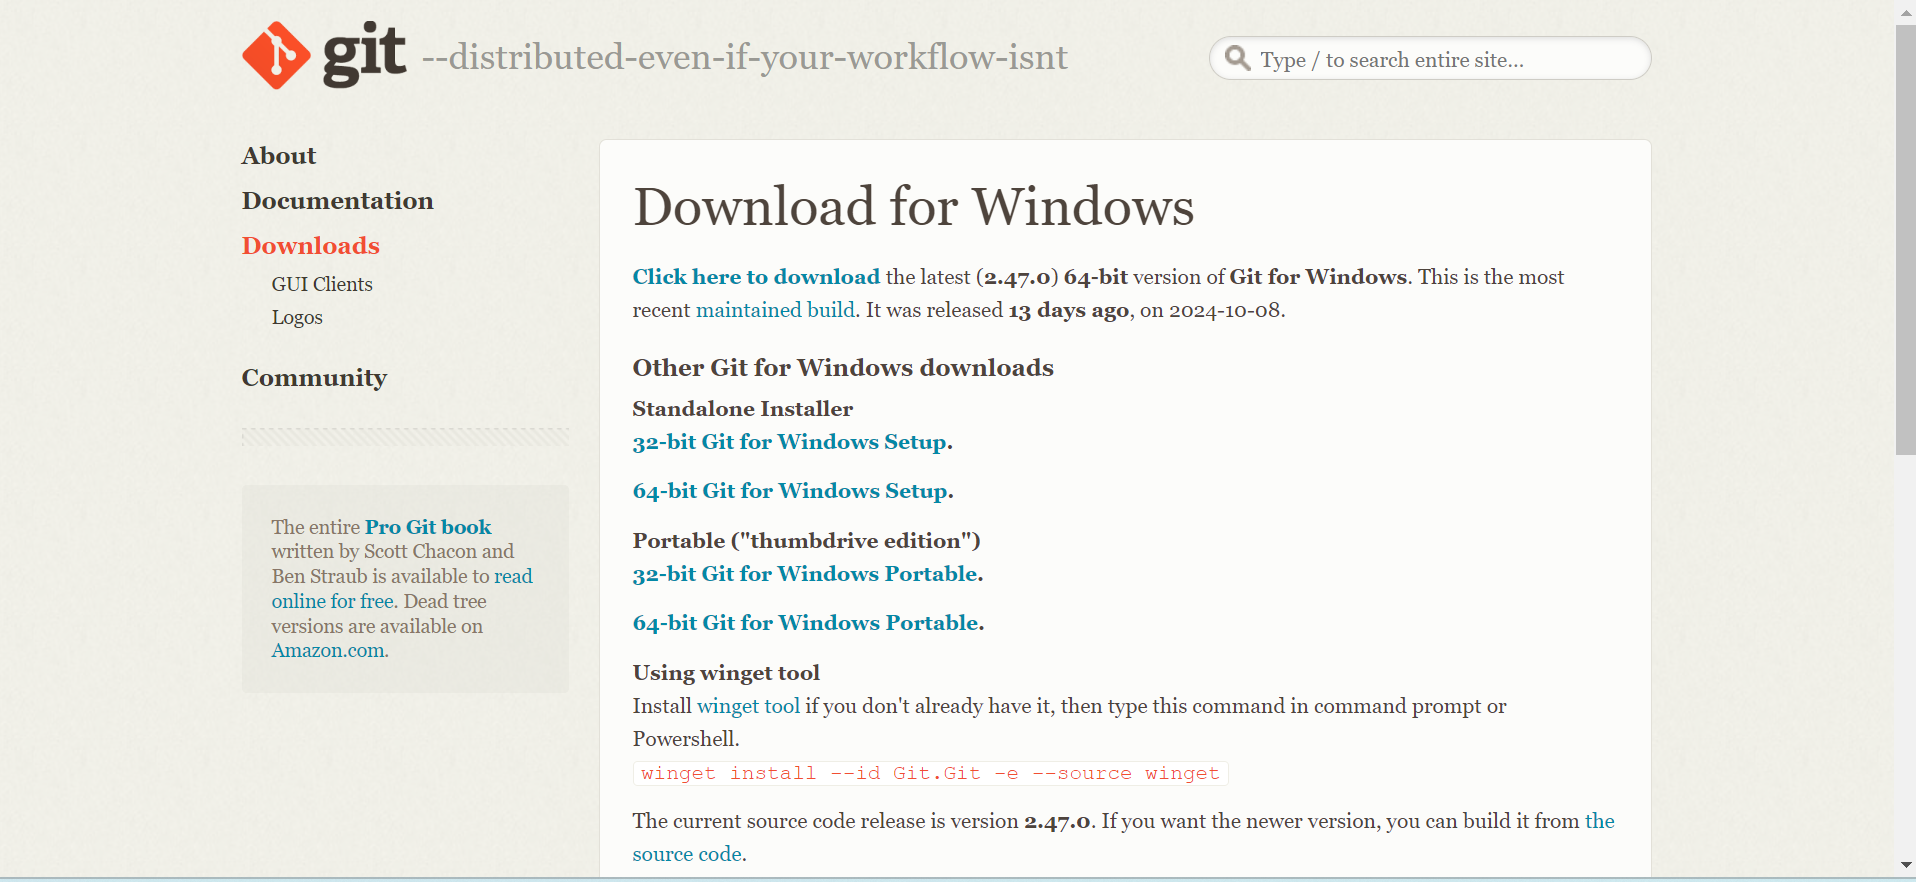 git --distributed-even-if-your-workflow-isnt
Type / to search entire site...
About
Documentation
Downloads
GUI Clients
Logos
Community
The entire Pro Git book
written by Scott Chacon and
Ben Straub is available to read
online for free. Dead tree
versions are available on
Amazon.com.
Download for Windows
Click here to download the latest (2.47.0) 64-bit version of Git for Windows. This is the most
recent maintained build. It was released 13 days ago, on 2024-10-08.
Other Git for Windows downloads
Standalone Installer
32-bit Git for Windows Setup.
64-bit Git for Windows Setup.
Portable ("thumbdrive edition")
32-bit Git for Windows Portable.
64-bit Git for Windows Portable.
Using winget tool
Install winget tool if you don't already have it, then type this command in command prompt or
Powershell.
winget install --id Git.Git -e --source winget
The current source code release is version 2.47.0. If you want the newer version, you can build it from the
source code.